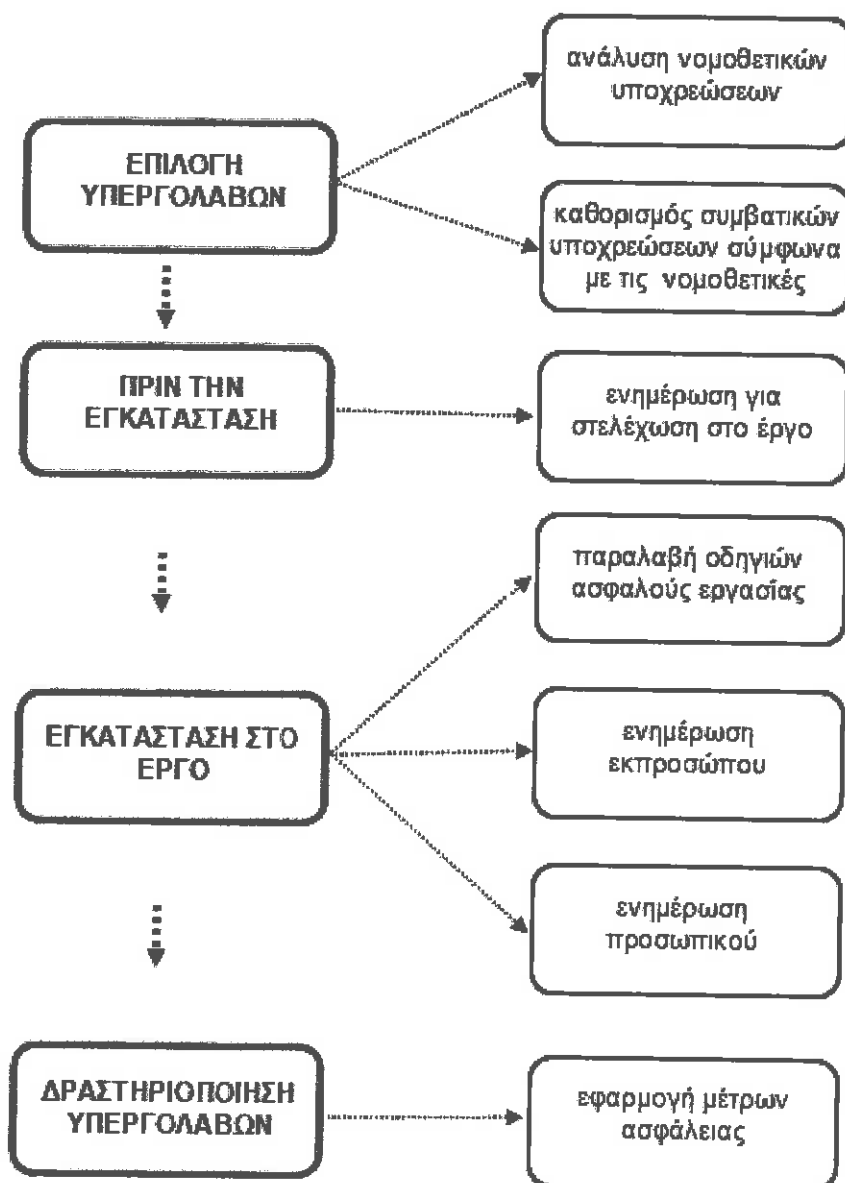 ανάλυση νομοθετικών
υποχρεώσεων
ΕΠΙΛΟΓΗ
ΥΠΕΡΓΟΛΑΒΩΝ
καθορισμός συμβατικών
υποχρεώσεων σύμφωνα
με τις νομοθετικές
ΠΡΙΝ ΤΗΝ
ΕΓΚΑΤΑΣΤΑΣΗ
ενημέρωση για
στελέχωση στο έργο
παραλαβή οδηγιών
ασφαλούς εργασίας
ΕΓΚΑΤΑΣΤΑΣΗ ΣΤΟ
ΕΡΓΟ
ενημέρωση
εκπροσώπου
ενημέρωση
προσωπικού
ΔΡΑΣΤΗΡΙΟΠΟΙΗΣΗ
ΥΠΕΡΓΟΛΑΒΩΝ
εφαρμογή μέτρων
ασφάλειας